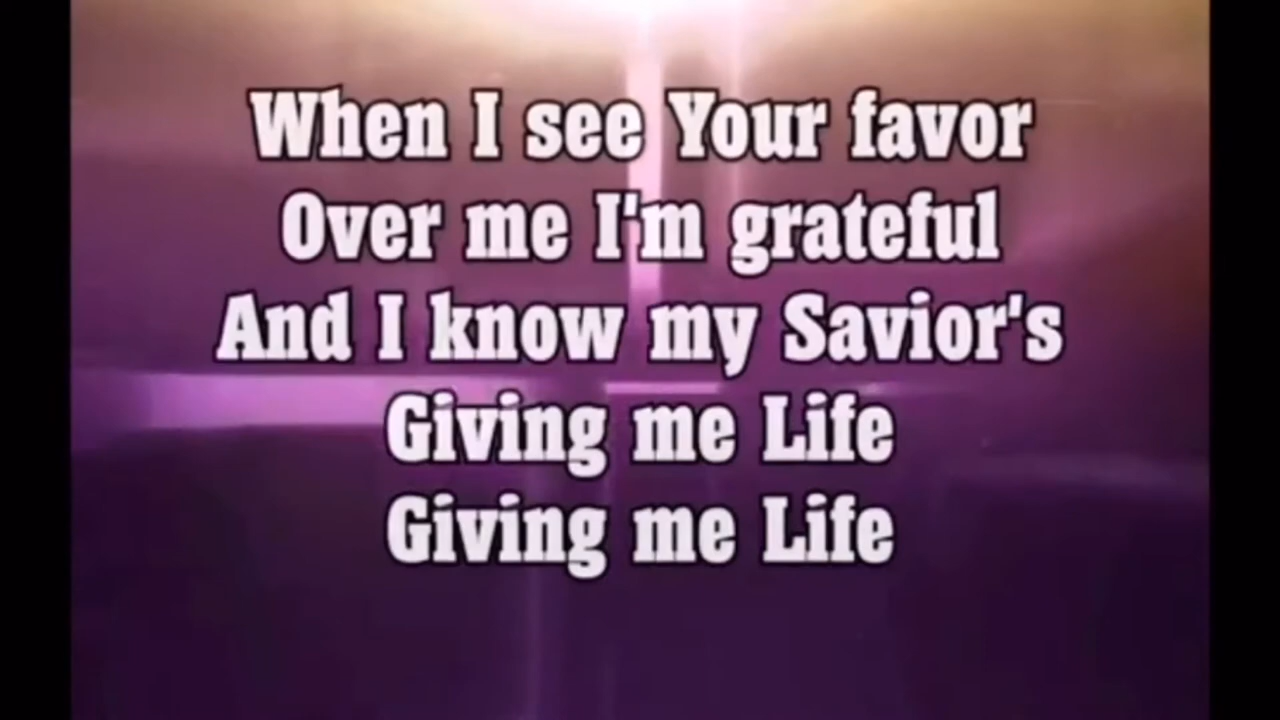 When I see Your favor
Over me I'm grateful
And I know my Savior's
Giving me Life
Giving me Life